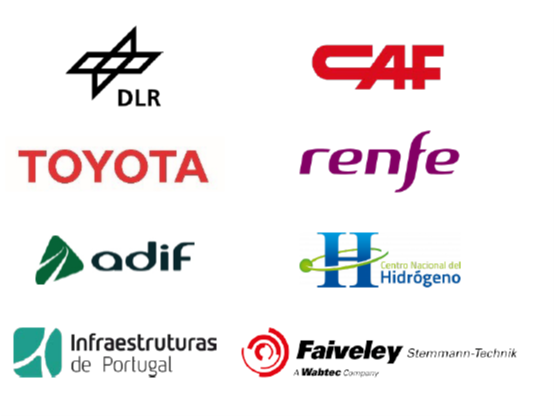 DLR
CAF
TOYOTA
renfe
adif
H
Centro Nacional del
Hidrógeno
Infraestruturas
de Portugal
Faiveley Stemmann-Technik
A Wabtec Company